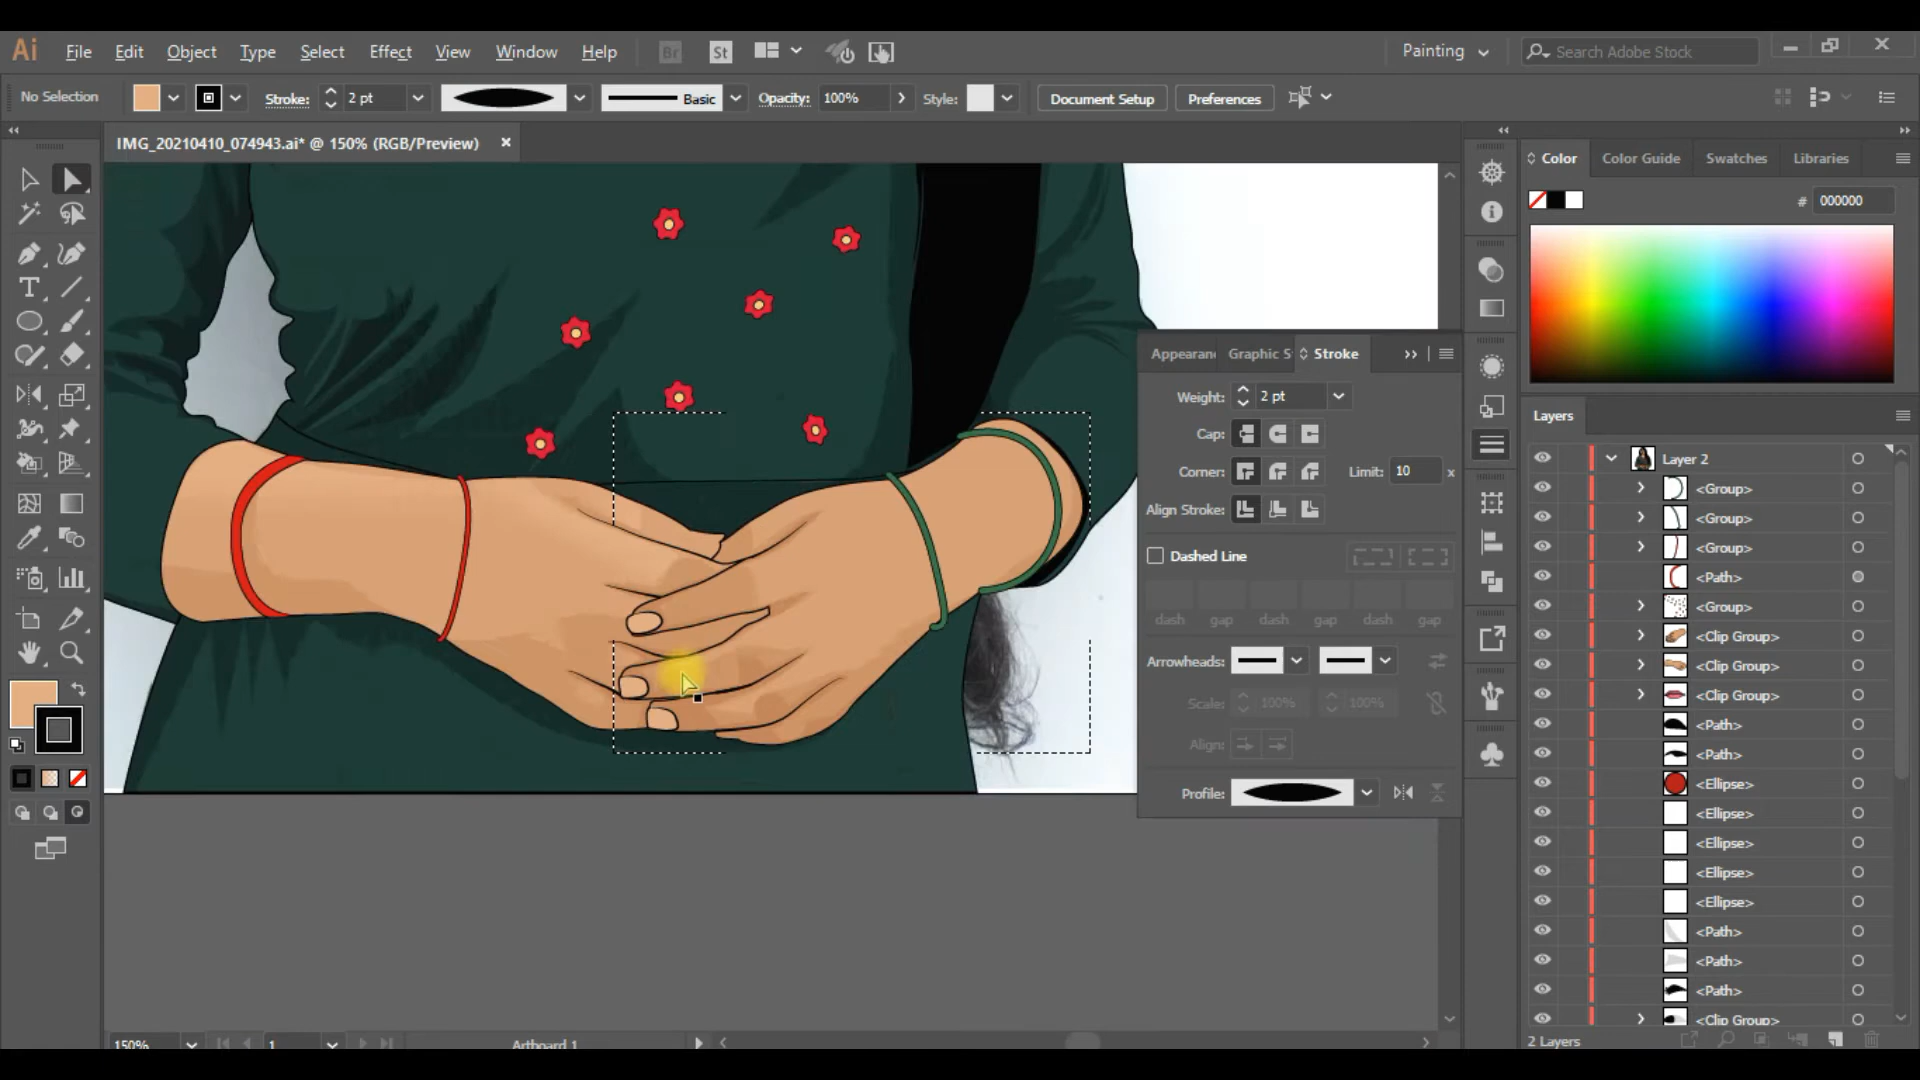 Ai File Edit Object Type Select Effect View Window Help Br St Painting Search Adobe Stock
No Selection Stroke: 2 pt Basic Opacity: 100% Style: Document Setup Preferences
IMG_20210410_074943.ai* @ 150% (RGB/Preview)
Color Color Guide Swatches Libraries
# 000000
Appearan Graphic S Stroke
Weight: 2 pt
Cap:
Corner: Limit: 10 x
Align Stroke:
Dashed Line
dash gap dash gap dash gap
Arrowheads:
Scale: 100% 100%
Align:
Profile:
Layers
Layer 2
<Group>
<Group>
<Group>
<Path>
<Group>
<Clip Group>
<Clip Group>
<Clip Group>
<Path>
<Path>
<Ellipse>
<Ellipse>
<Ellipse>
<Ellipse>
<Ellipse>
<Path>
<Path>
<Path>
<Clip Group>
2 Layers
150% 1 Artboard 1